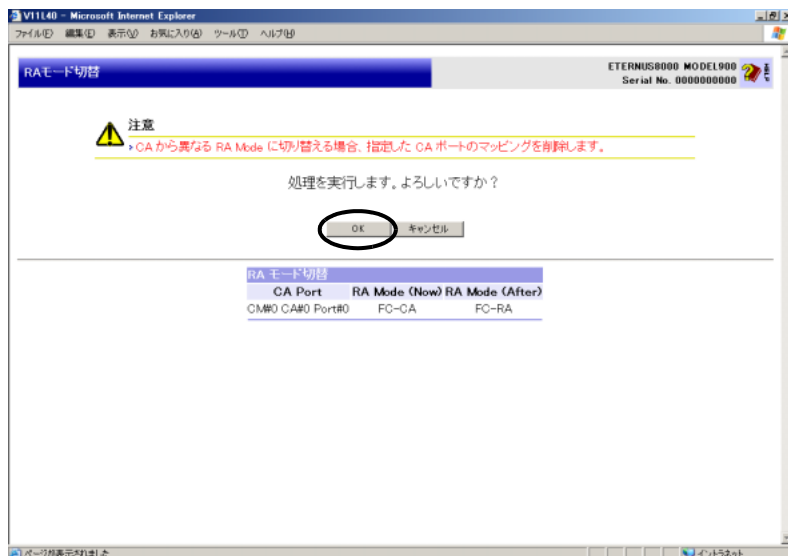 V11L40 - Microsoft Internet Explorer
ファイル(F) 編集(E) 表示(V) お気に入り(A) ツール(T) ヘルプ(H)
RAモード切替
ETERNUS8000 MODEL900
Serial No. 0000000000
HELP
注意
CA から異なる RA Mode に切り替える場合、指定した CA ポートのマッピングを削除します。
処理を実行します。よろしいですか？
OK キャンセル
RA モード切替
CA Port RA Mode (Now) RA Mode (After)
CM#0 CA#0 Port#0 FC-CA FC-RA
ページが表示されました
イントラネット